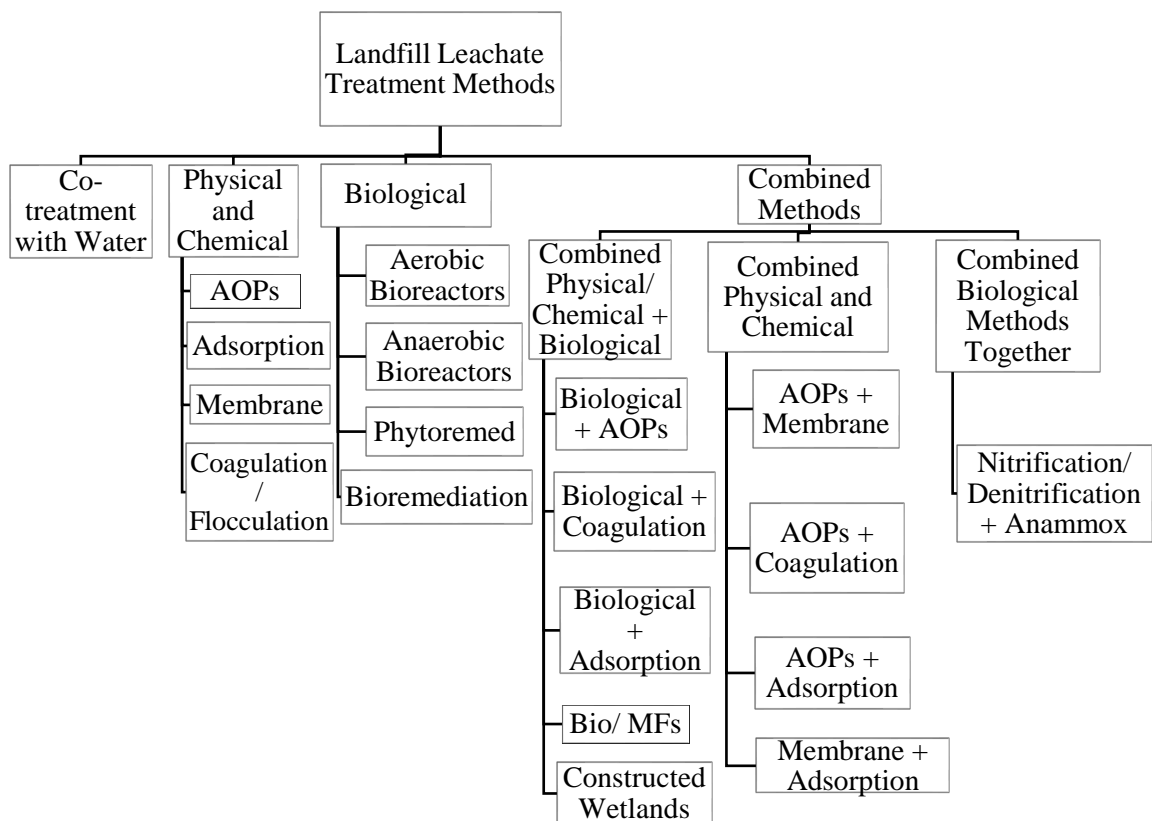 Landfill Leachate
Treatment Methods
Co-
treatment
with Water
Physical
and
Chemical
AOPs
Adsorption
Membrane
Coagulation
/
Flocculation
Biological
Aerobic
Bioreactors
Anaerobic
Bioreactors
Phytoremed
Bioremediation
Combined
Methods
Combined
Physical/
Chemical +
Biological
Biological
+ AOPs
Biological +
Coagulation
Biological
+
Adsorption
Bio/ MFs
Constructed
Wetlands
Combined
Physical and
Chemical
AOPs +
Membrane
AOPs +
Coagulation
AOPs +
Adsorption
Membrane +
Adsorption
Combined
Biological
Methods
Together
Nitrification/
Denitrification
+ Anammox